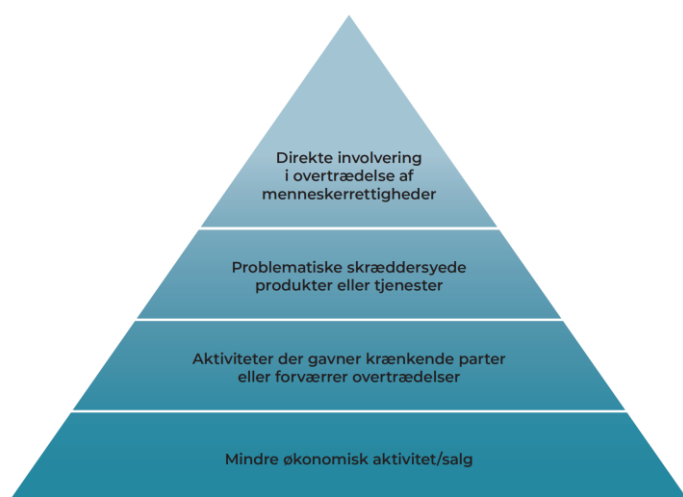 Direkte involvering
i overtrædelse af
menneskerrettigheder
Problematiske skræddersyede
produkter eller tjenester
Aktiviteter der gavner krænkende parter
eller forværrer overtrædelser
Mindre økonomisk aktivitet/salg